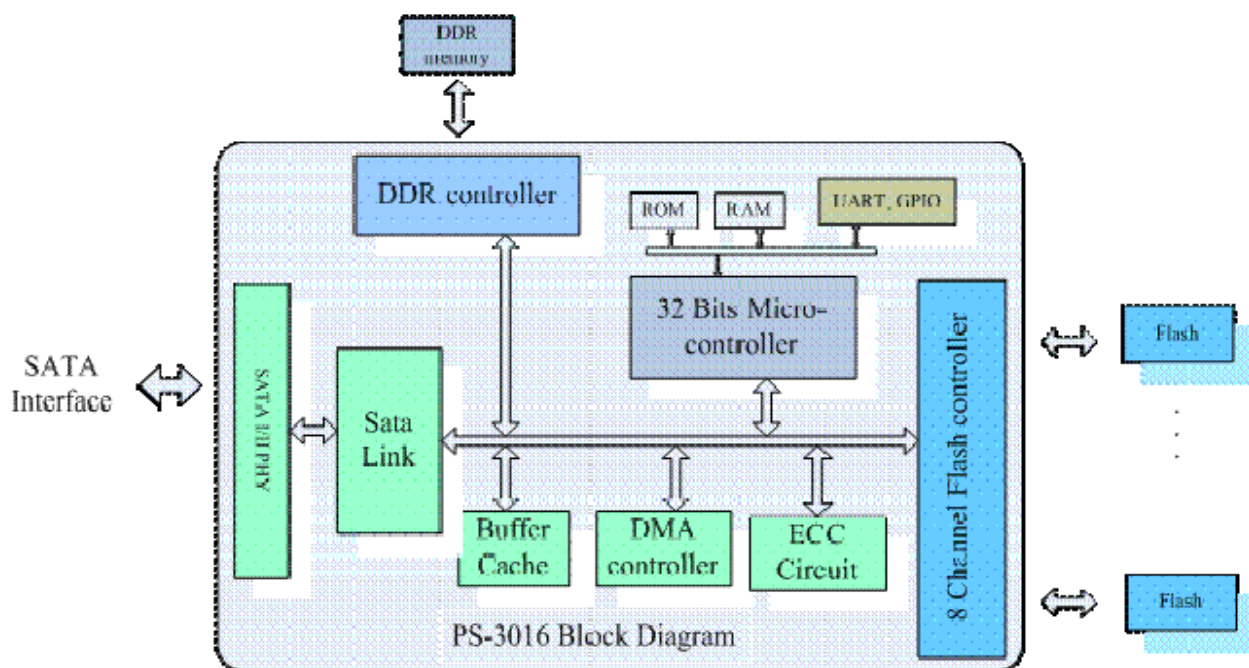 DDR
memory
DDR controller
ROM
RAM
UART, GPIO
32 Bits Micro-
controller
SATA
Interface
SATA I/II PHY
Sata
Link
8 Channel Flash controller
Flash
Buffer
Cache
DMA
controller
ECC
Circuit
Flash
PS-3016 Block Diagram